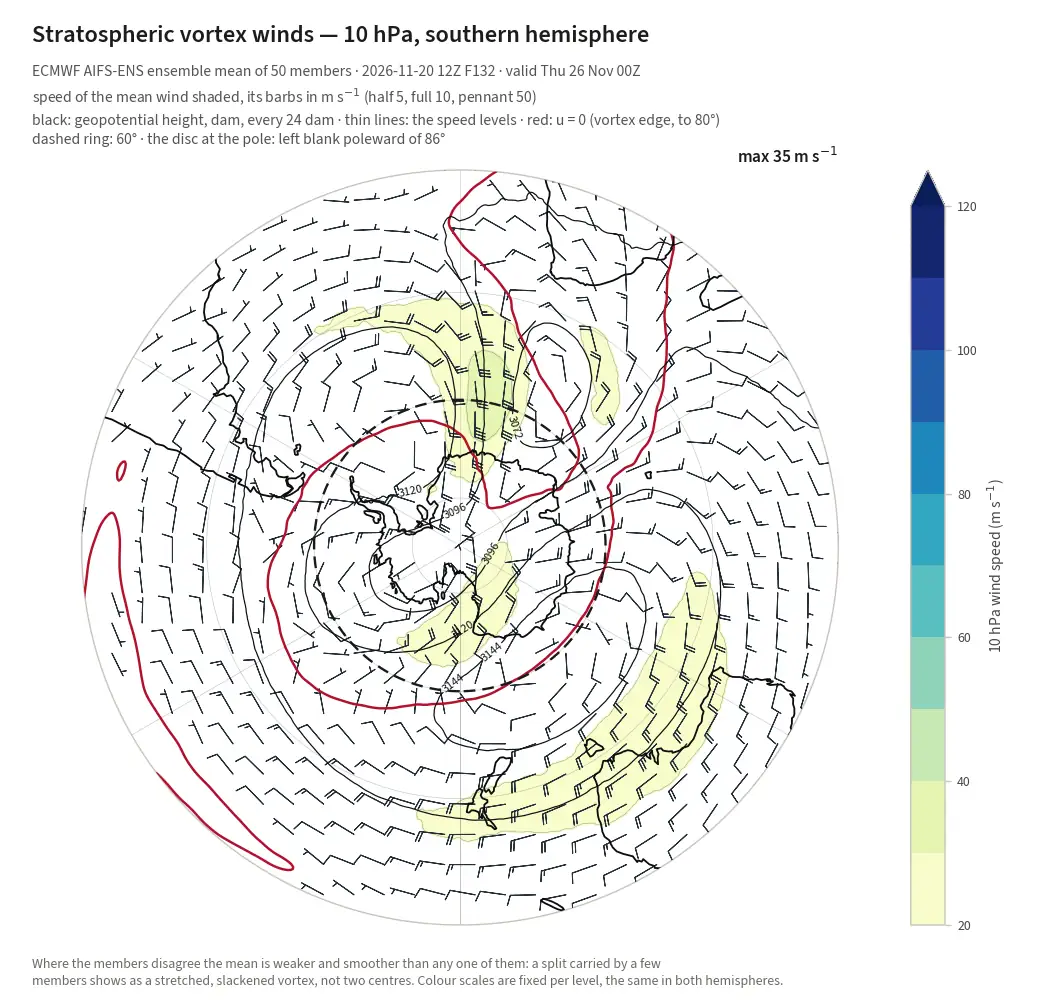 Stratospheric vortex winds — 10 hPa, southern hemisphere
ECMWF AIFS-ENS ensemble mean of 50 members · 2026-11-20 12Z F132 · valid Thu 26 Nov 00Z
speed of the mean wind shaded, its barbs in m s⁻¹ (half 5, full 10, pennant 50)
black: geopotential height, dam, every 24 dam · thin lines: the speed levels · red: u = 0 (vortex edge, to 80°)
dashed ring: 60° · the disc at the pole: left blank poleward of 86°
max 35 m s⁻¹
120
100
80
60
40
20
10 hPa wind speed (m s⁻¹)
3072
3120
3096
3096
3120
3144
3144
Where the members disagree the mean is weaker and smoother than any one of them: a split carried by a few
members shows as a stretched, slackened vortex, not two centres. Colour scales are fixed per level, the same in both hemispheres.